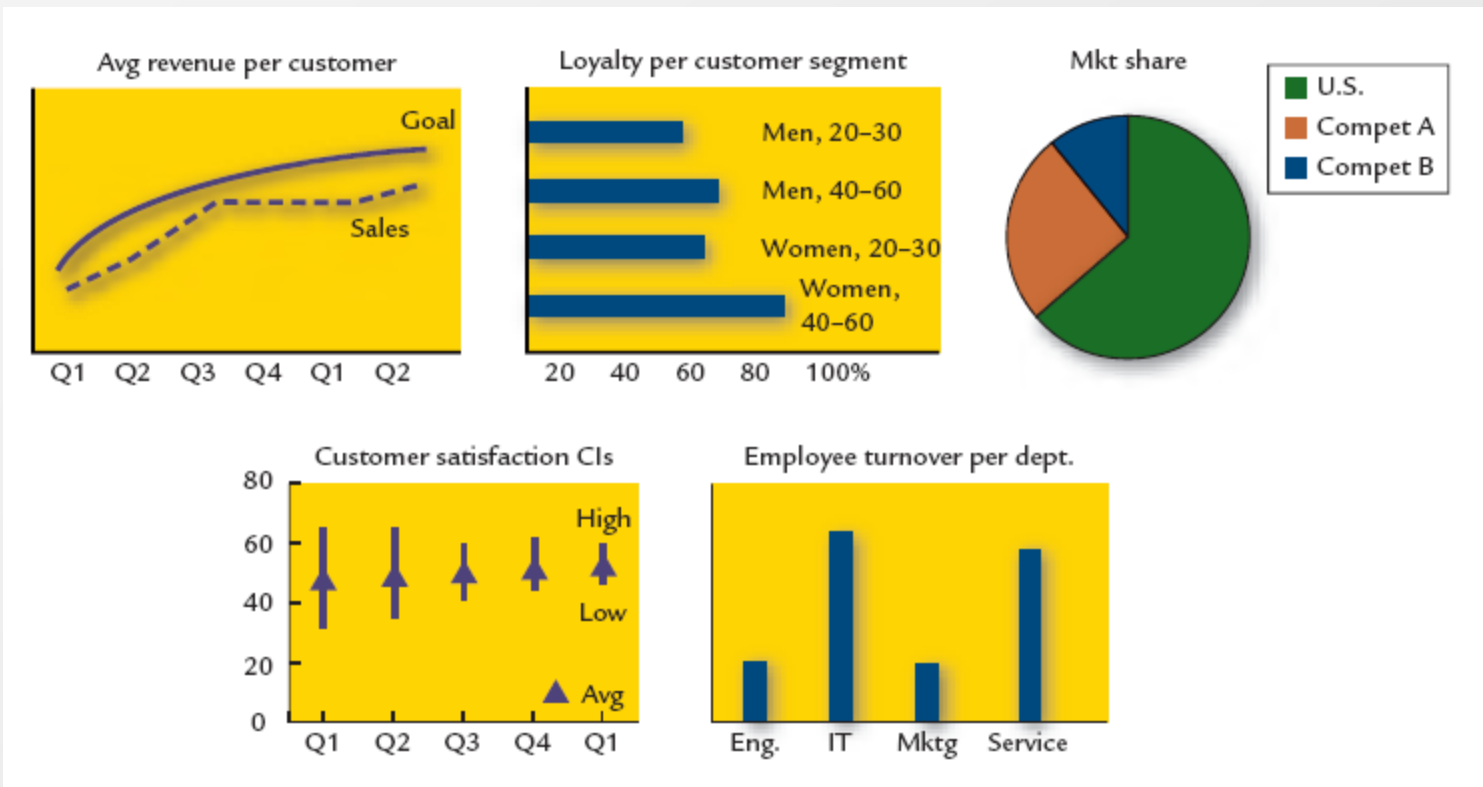 Avg revenue per customer
Goal
Sales
Q1 Q2 Q3 Q4 Q1 Q2
Loyalty per customer segment
Men, 20–30
Men, 40–60
Women, 20–30
Women,
40–60
20 40 60 80 100%
Mkt share
U.S.
Compet A
Compet B
Customer satisfaction CIs
80
60
40
20
0
High
Low
Avg
Q1 Q2 Q3 Q4 Q1
Employee turnover per dept.
Eng. IT Mktg Service